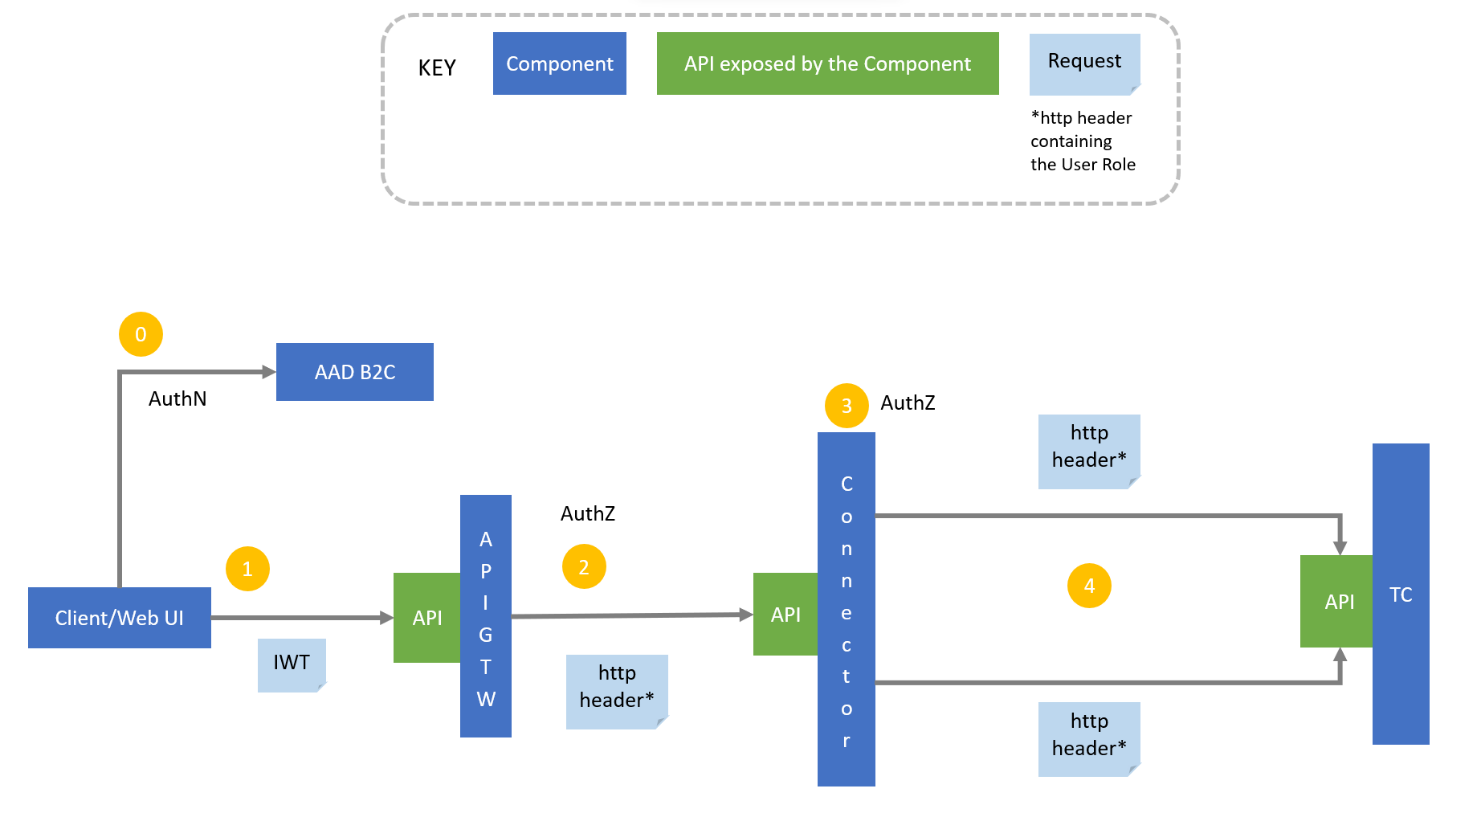 KEY
Component
API exposed by the Component
Request
*http header
containing
the User Role
0
AAD B2C
AuthN
3
AuthZ
http
header*
Connector
AuthZ
APIGTW
1
2
4
Client/Web UI
API
API
API
TC
IWT
http
header*
http
header*